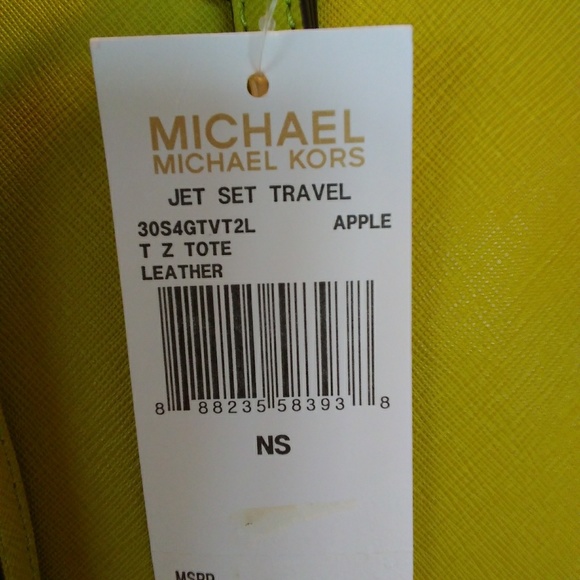 MICHAEL
MICHAEL KORS
JET SET TRAVEL
30S4GTVT2L APPLE
T Z TOTE
LEATHER
8 88235 58393 8
NS
MSRP